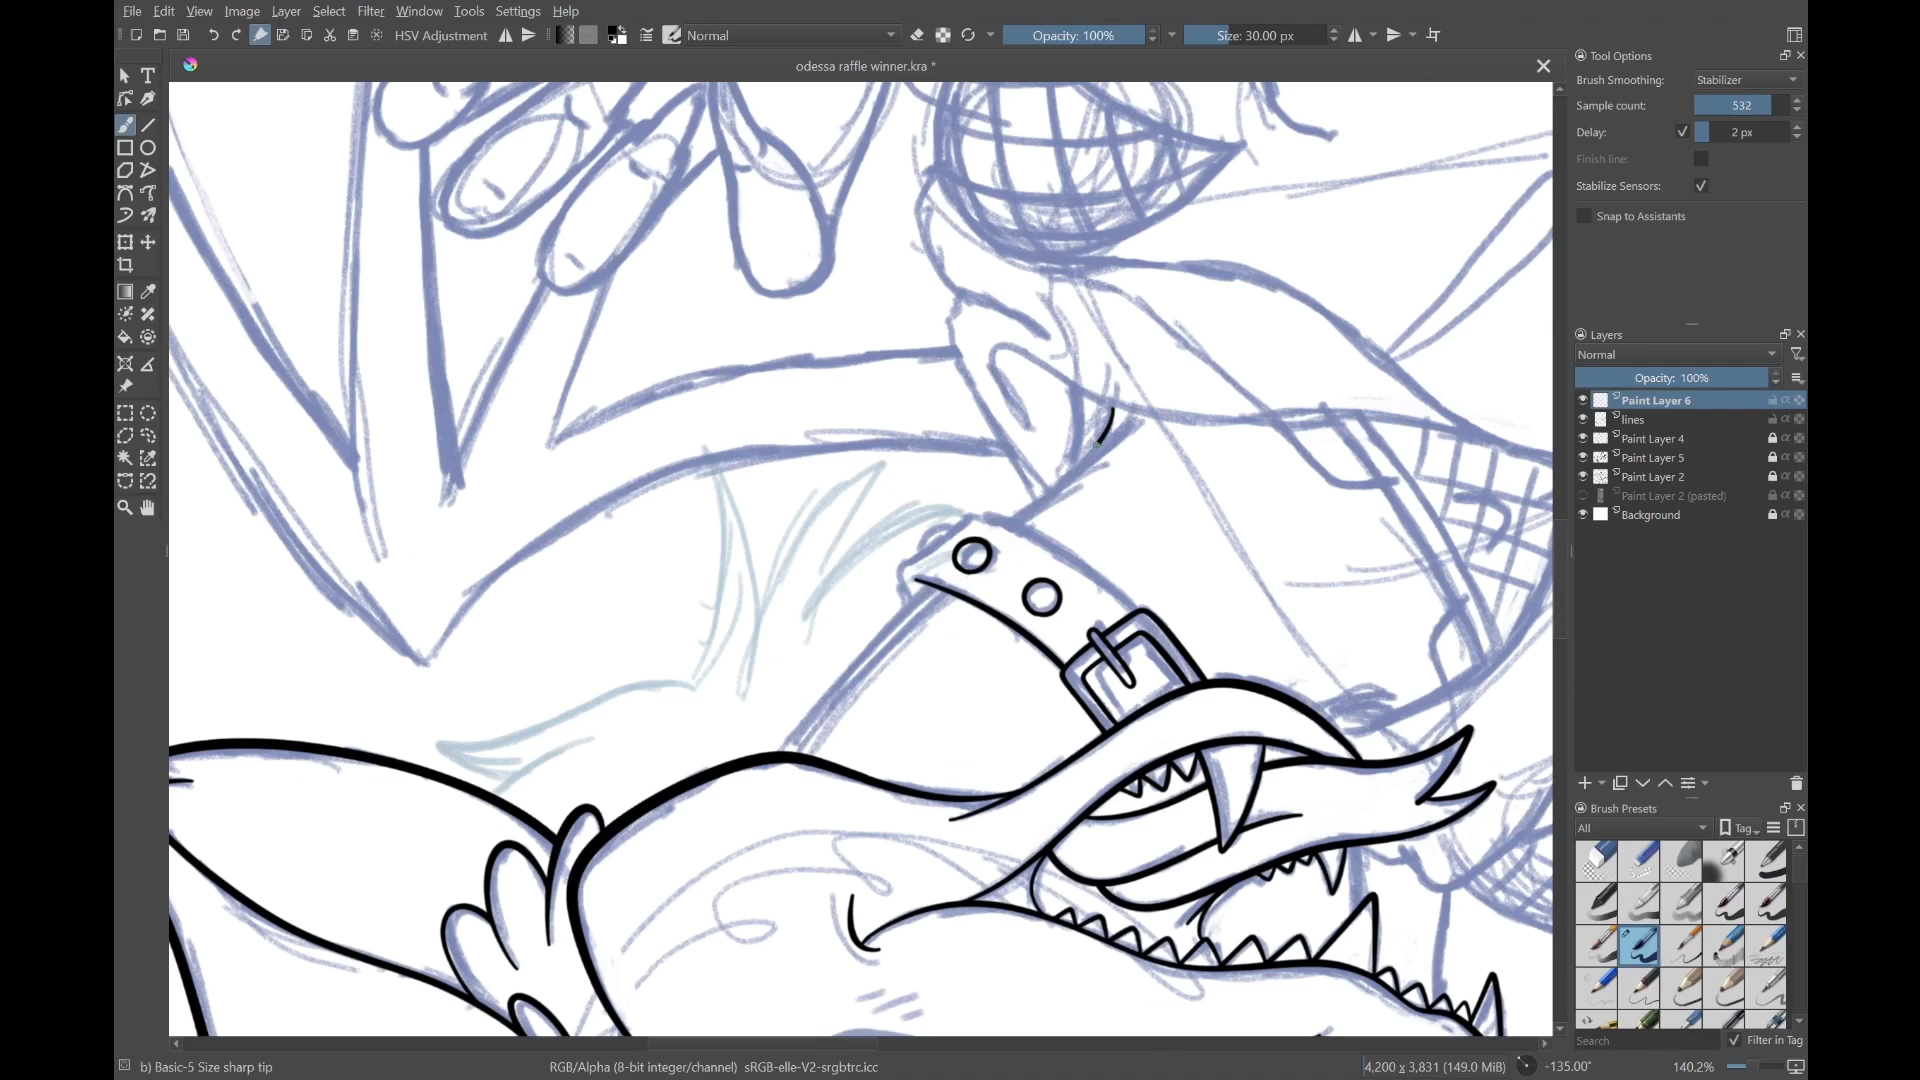 File Edit View Image Layer Select Filter Window Tools Settings Help
HSV Adjustment Normal Opacity: 100% Size: 30.00 px
odessa raffle winner.kra *
Tool Options
Brush Smoothing: Stabilizer
Sample count: 532
Delay: 2 px
Finish line:
Stabilize Sensors:
Snap to Assistants
Layers
Normal
Opacity: 100%
Paint Layer 6
lines
Paint Layer 4
Paint Layer 5
Paint Layer 2
Paint Layer 2 (pasted)
Background
Brush Presets
All Tag
Search Filter in Tag
b) Basic-5 Size sharp tip RGB/Alpha (8-bit integer/channel) sRGB-elle-V2-srgbtrc.icc 4,200 x 3,831 (149.0 MiB) -135.00° 140.2%